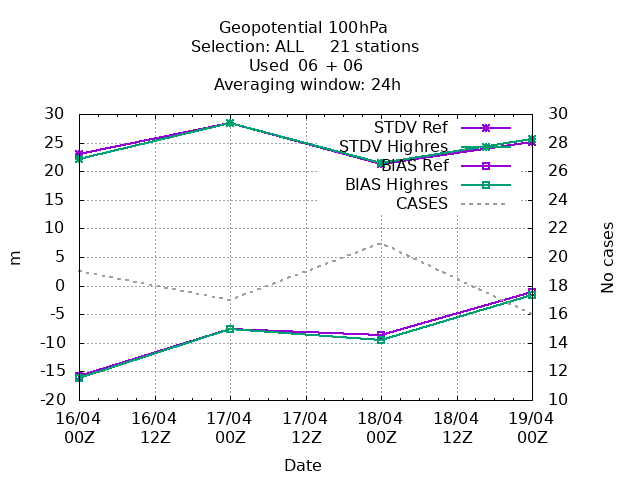 Geopotential 100hPa
Selection: ALL 21 stations
Used 06 + 06
Averaging window: 24h
30 30
STDV Ref
25 28
STDV Highres
20 26
BIAS Ref
BIAS Highres
15 24
CASES
10 22
5 20
m
No cases
0 18
-5 16
-10 14
-15 12
-20 10
16/04 16/04 17/04 17/04 18/04 18/04 19/04
00Z 12Z 00Z 12Z 00Z 12Z 00Z
Date